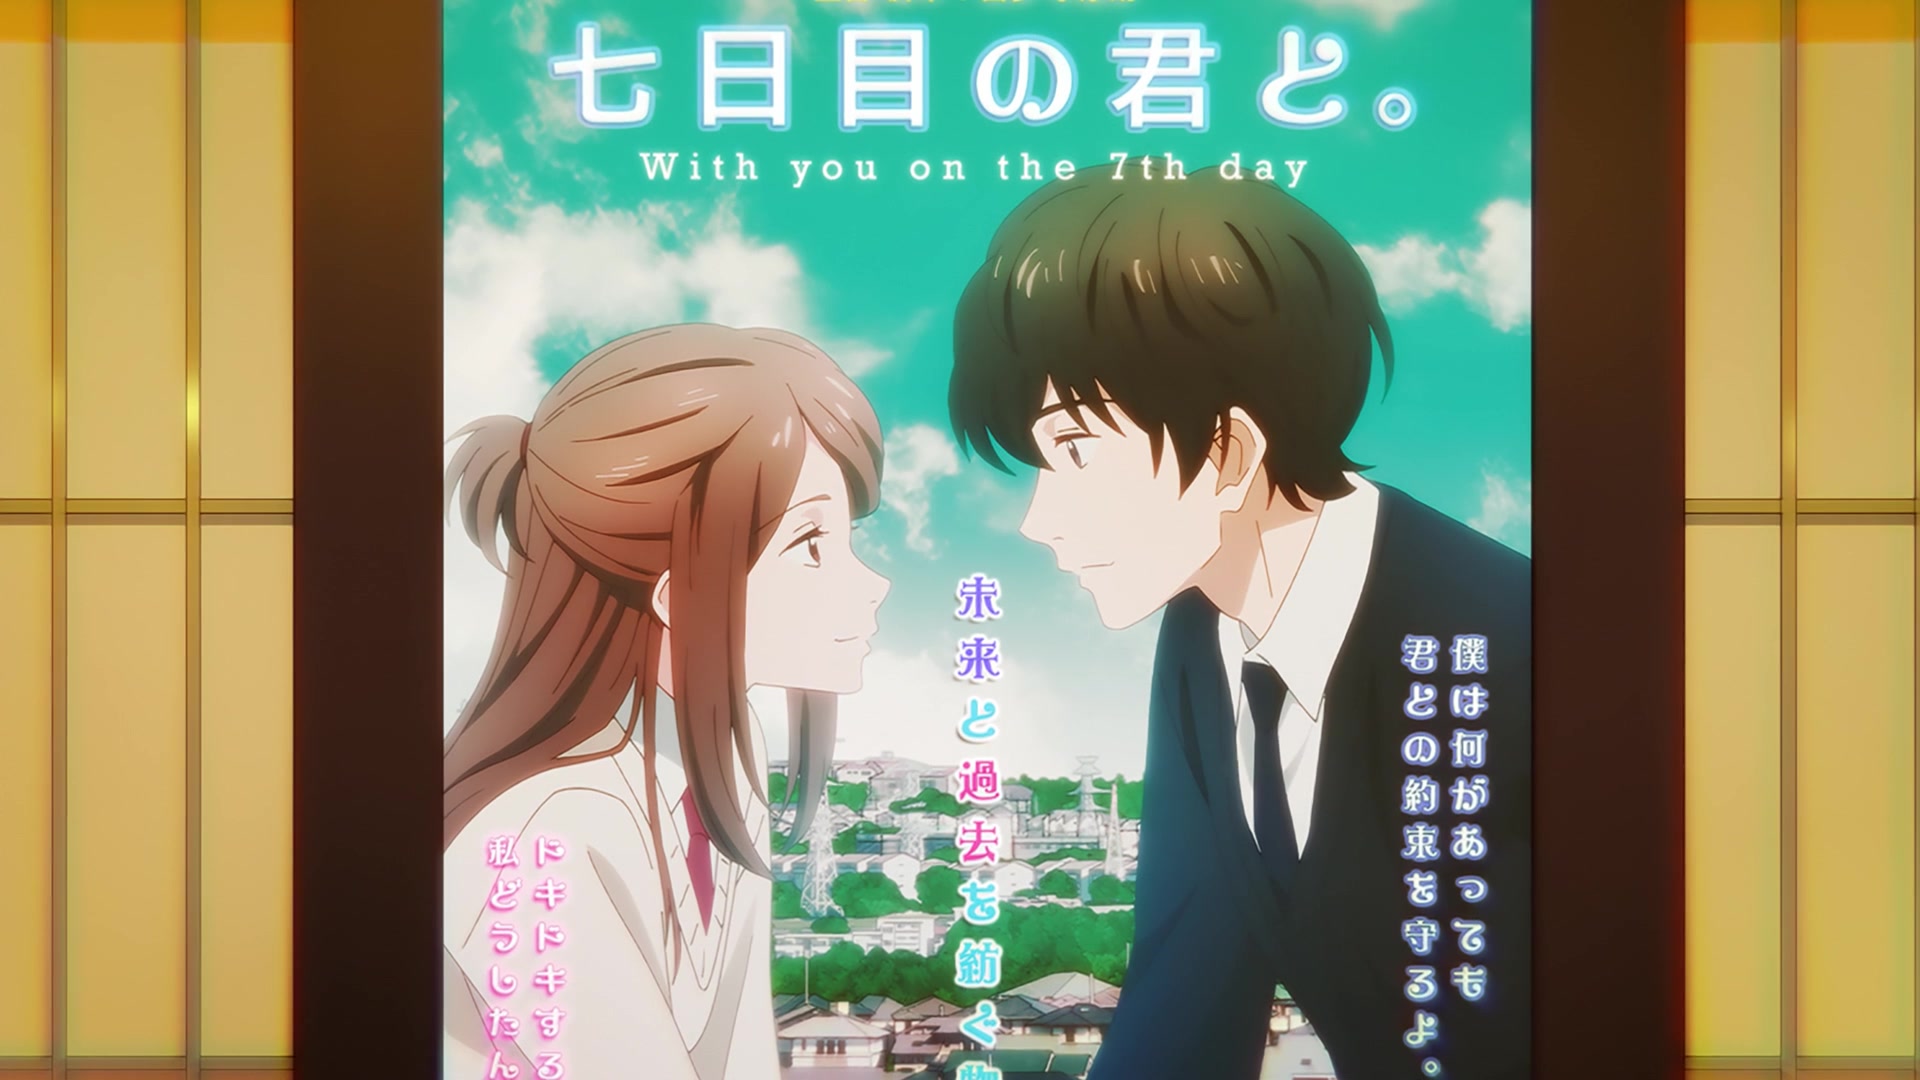 七日目の君と。
With you on the 7th day
僕は何があっても
君との約束を守るよ。
未来と過去を紡ぐ物
ドキドキする
私どうしたん